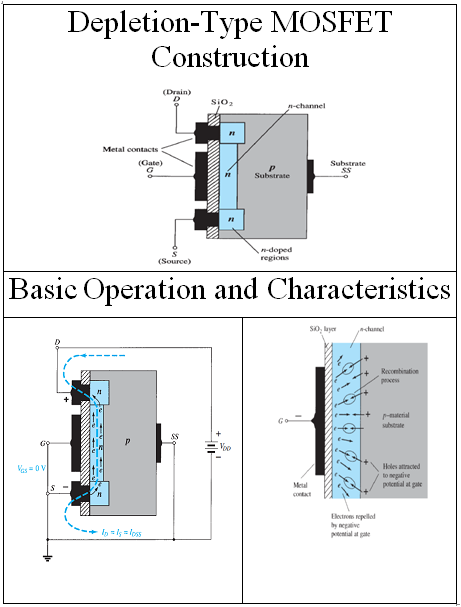 Depletion-Type MOSFET
Construction
(Drain)
D
SiO2
n-channel
Metal contacts
n
(Gate)
G
n
p
Substrate
Substrate
SS
n
S
(Source)
n-doped
regions
Basic Operation and Characteristics
D
n
+
e
e
e
e
n
e
e
e
p
G
SS
+
VDD
−
VGS = 0 V
S
−
n
ID = IS = IDSS
SiO2 layer
n-channel
e
+
Recombination
process
e
+
e
+
G
−
e
+
p-material
substrate
e
+
e
+
Holes attracted
to negative
potential at gate
e
+
Metal
contact
Electrons repelled
by negative
potential at gate